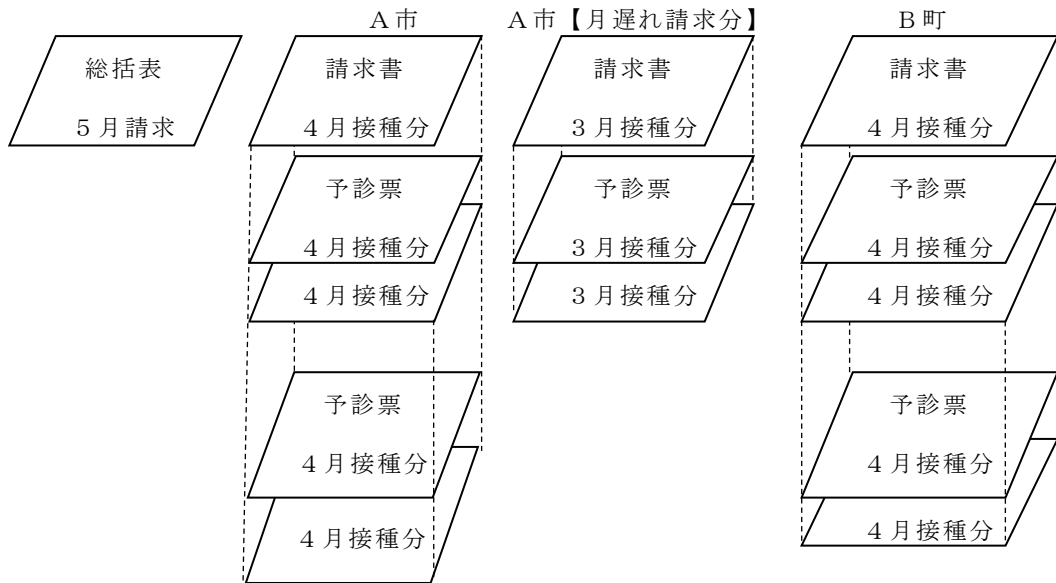 A市
A市【月遅れ請求分】
B町
総括表
5月請求
請求書
4月接種分
予診票
4月接種分
4月接種分
予診票
4月接種分
4月接種分
請求書
3月接種分
予診票
3月接種分
3月接種分
請求書
4月接種分
予診票
4月接種分
4月接種分
予診票
4月接種分
4月接種分